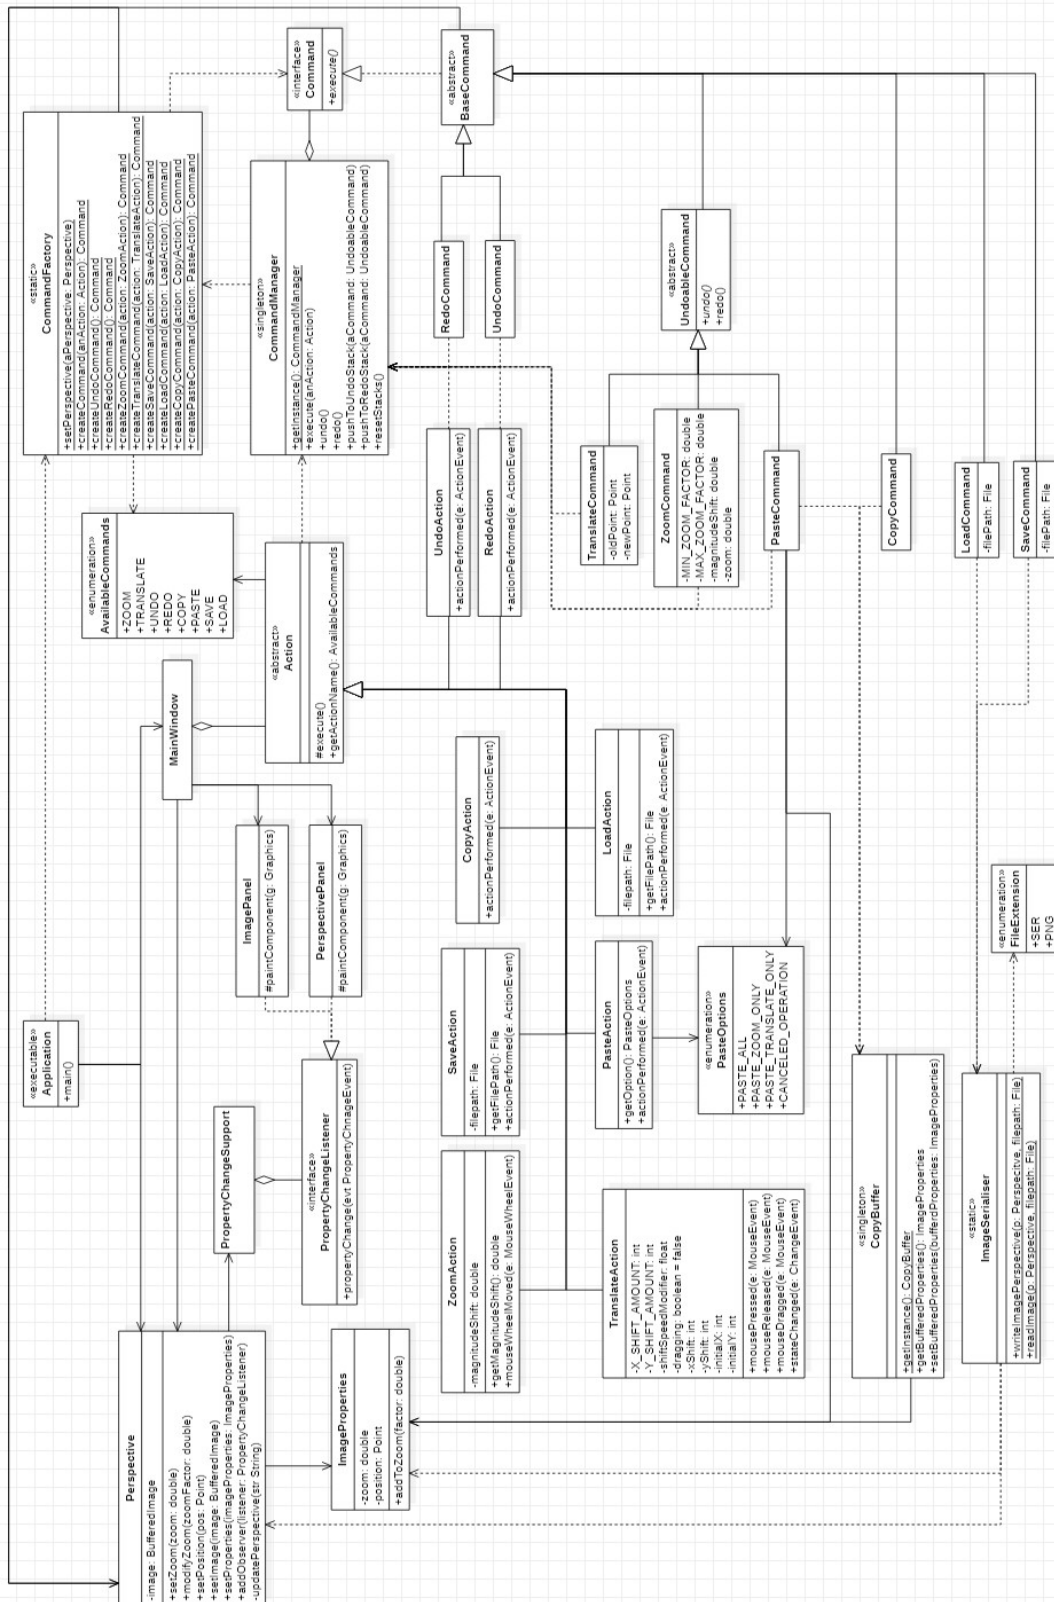 «static»
CommandFactory
+setPerspective(aPerspective: Perspective)
+createCommand(anAction: Action): Command
+createUndoCommand(): Command
+createRedoCommand(): Command
+createZoomCommand(action: ZoomAction): Command
+createTranslateCommand(action: TranslateAction): Command
+createSaveCommand(action: SaveAction): Command
+createLoadCommand(action: LoadAction): Command
+createCopyCommand(action: CopyAction): Command
+createPasteCommand(action: PasteAction): Command
«interface»
Command
+execute()
«abstract»
BaseCommand
«singleton»
CommandManager
+getInstance(): CommandManager
+execute(anAction: Action)
+undo()
+redo()
+pushToUndoStack(aCommand: UndoableCommand)
+pushToRedoStack(aCommand: UndoableCommand)
+resetStacks()
RedoCommand
UndoCommand
«abstract»
UndoableCommand
+undo()
+redo()
«enumeration»
AvailableCommands
+ZOOM
+TRANSLATE
+UNDO
+REDO
+COPY
+PASTE
+SAVE
+LOAD
«abstract»
Action
#execute()
+getActionName(): AvailableCommands
UndoAction
+actionPerformed(e: ActionEvent)
RedoAction
+actionPerformed(e: ActionEvent)
TranslateCommand
-oldPoint: Point
-newPoint: Point
ZoomCommand
-MIN_ZOOM_FACTOR: double
-MAX_ZOOM_FACTOR: double
-magnitudeShift: double
-zoom: double
PasteCommand
CopyCommand
LoadCommand
-filePath: File
SaveCommand
-filePath: File
MainWindow
ImagePanel
#paintComponent(g: Graphics)
PerspectivePanel
#paintComponent(g: Graphics)
CopyAction
+actionPerformed(e: ActionEvent)
LoadAction
-filepath: File
+getFilePath(): File
+actionPerformed(e: ActionEvent)
«executable»
Application
+main()
PropertyChangeSupport
«interface»
PropertyChangeListener
+propertyChange(evt PropertyChnageEvent)
SaveAction
-filepath: File
+getFilePath(): File
+actionPerformed(e: ActionEvent)
PasteAction
+getOption(): PasteOptions
+actionPerformed(e: ActionEvent)
«enumeration»
PasteOptions
+PASTE_ALL
+PASTE_ZOOM_ONLY
+PASTE_TRANSLATE_ONLY
+CANCELED_OPERATION
«enumeration»
FileExtension
+SER
+PNG
Perspective
-image: BufferedImage
+setZoom(zoom: double)
+modifyZoom(zoomFactor: double)
+setPosition(pos: Point)
+setImage(image: BufferedImage)
+setProperties(imageProperties: ImageProperties)
+addObserver(listener: PropertyChangeListener)
-updatePerspective(str String)
ImageProperties
-zoom: double
-position: Point
+addToZoom(factor: double)
ZoomAction
-magnitudeShift: double
+getMagnitudeShift(): double
+mouseWheelMoved(e: MouseWheelEvent)
TranslateAction
-X_SHIFT_AMOUNT: int
-Y_SHIFT_AMOUNT: int
-shiftSpeedModifier: float
-dragging: boolean = false
-xShift: int
-yShift: int
-initialX: int
-initialY: int
+mousePressed(e: MouseEvent)
+mouseReleased(e: MouseEvent)
+mouseDragged(e: MouseEvent)
+stateChanged(e: ChangeEvent)
«singleton»
CopyBuffer
+getInstance(): CopyBuffer
+getBufferedProperties(): ImageProperties
+setBufferedProperties(bufferdProperties: ImageProperties)
«static»
ImageSerialiser
+writeImagePerspective(p: Perspecitve, filepath: File)
+readImage(p: Perspective, filepath: File)